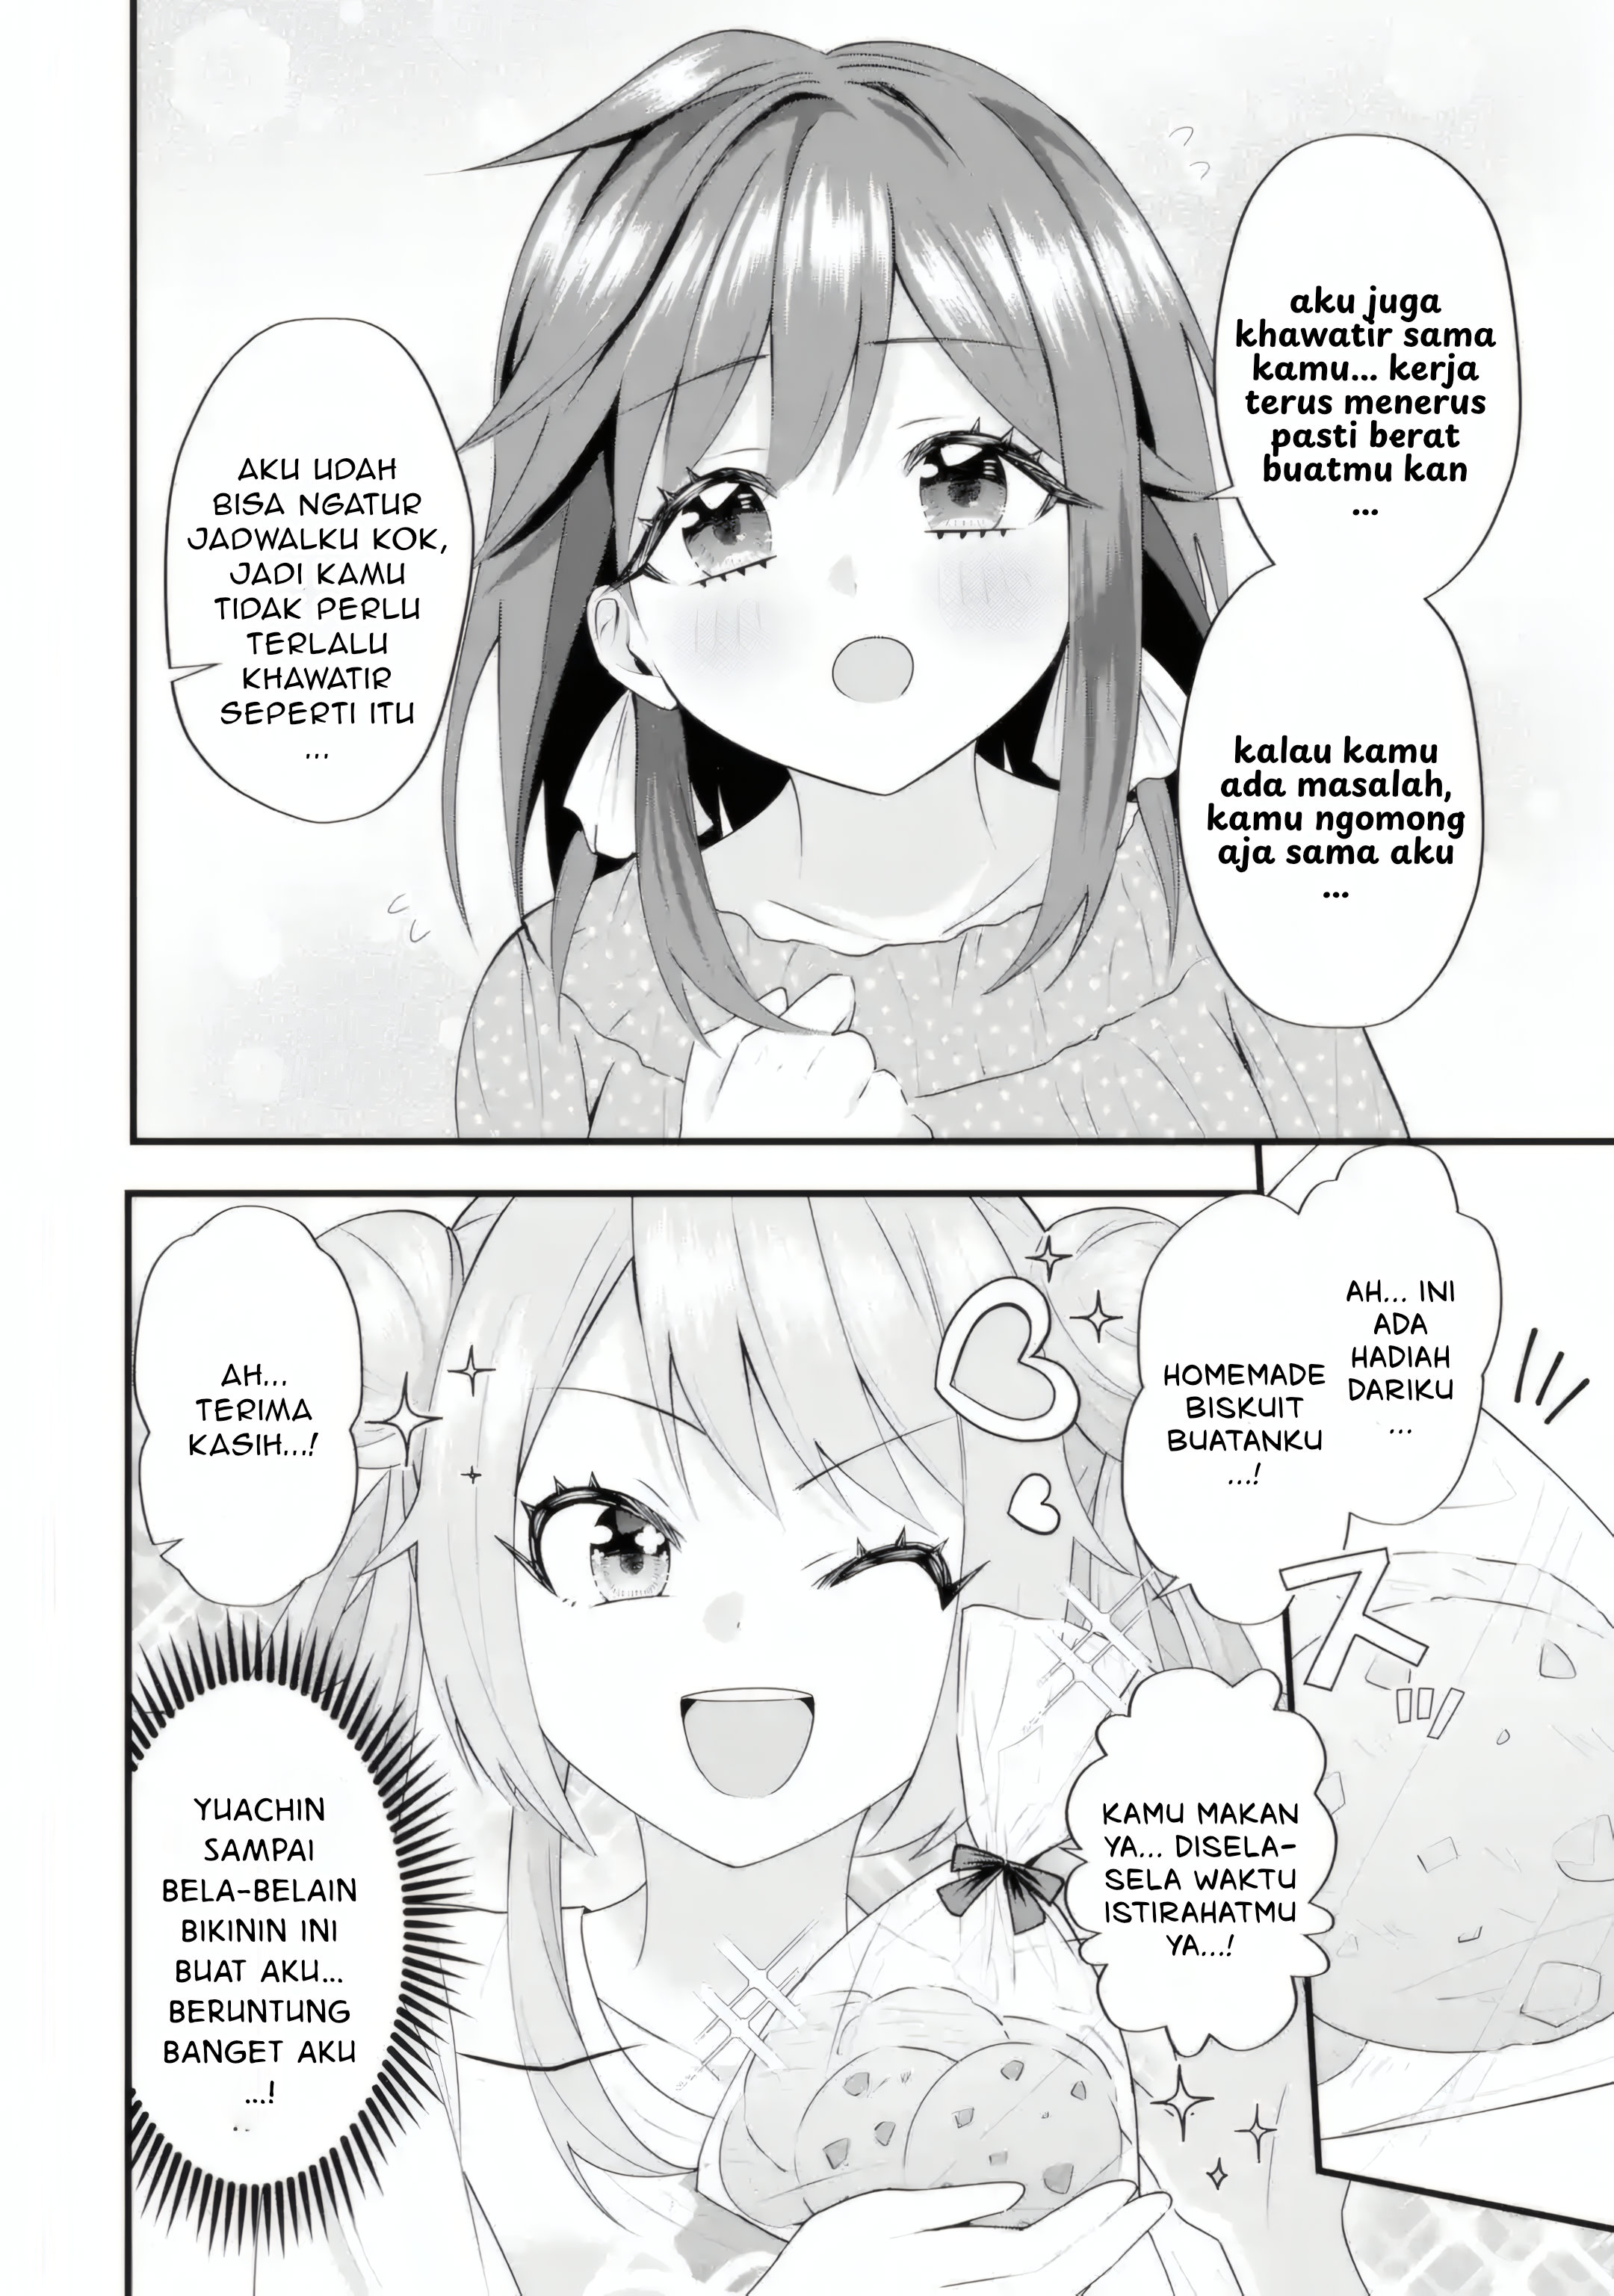 aku juga
khawatir sama
kamu... kerja
terus menerus
pasti berat
buatmu kan
...
kalau kamu
ada masalah,
kamu ngomong
aja sama aku
...
AKU UDAH
BISA NGATUR
JADWALKU KOK,
JADI KAMU
TIDAK PERLU
TERLALU
KHAWATIR
SEPERTI ITU
...
AH... INI
ADA
HADIAH
DARIKU
...
HOMEMADE
BISKUIT
BUATANKU
...!
スッ
KAMU MAKAN
YA... DISELA-
SELA WAKTU
ISTIRAHATMU
YA...!
AH...
TERIMA
KASIH...!
YUACHIN
SAMPAI
BELA-BELAIN
BIKININ INI
BUAT AKU...
BERUNTUNG
BANGET AKU
...!